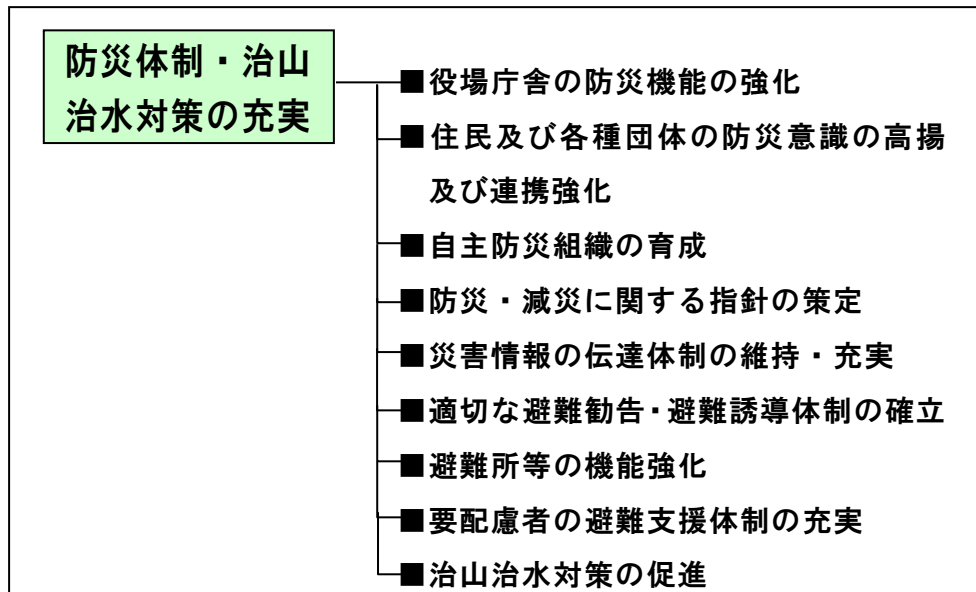 防災体制・治山
治水対策の充実
■役場庁舎の防災機能の強化
■住民及び各種団体の防災意識の高揚
及び連携強化
■自主防災組織の育成
■防災・減災に関する指針の策定
■災害情報の伝達体制の維持・充実
■適切な避難勧告・避難誘導体制の確立
■避難所等の機能強化
■要配慮者の避難支援体制の充実
■治山治水対策の促進